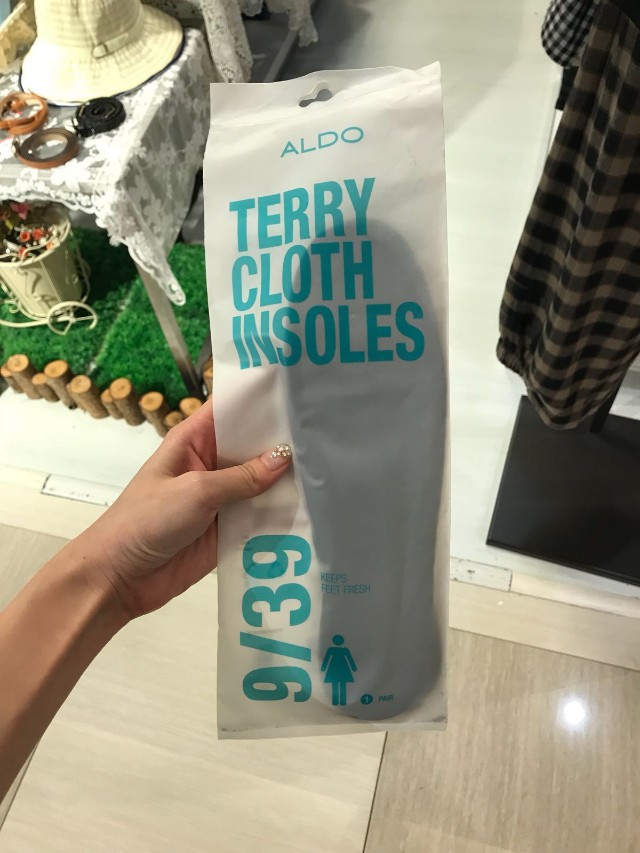 ALDO
TERRY
CLOTH
INSOLES
9/39
KEEPS
FEET FRESH
1 PAIR